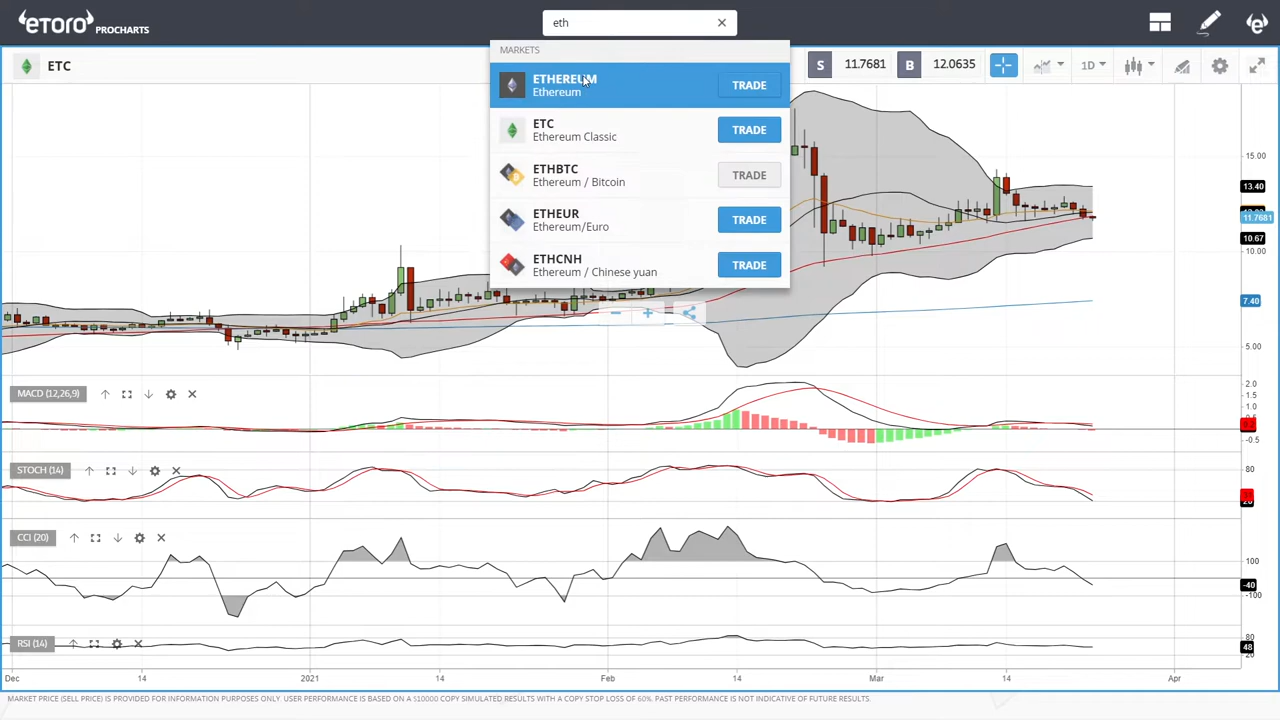 etoro PROCHARTS
eth
MARKETS
ETHEREUM
Ethereum
TRADE
ETC
Ethereum Classic
TRADE
ETHBTC
Ethereum / Bitcoin
TRADE
ETHEUR
Ethereum/Euro
TRADE
ETHCNH
Ethereum / Chinese yuan
TRADE
ETC
S 11.7681 B 12.0635 1D
15.00
13.40
11.7681
10.67
10.00
7.40
5.00
MACD (12,26,9)
2.0
1.5
1.0
-0.5
STOCH (14)
80
CCI (20)
100
-40
-100
RSI (14)
80
48
20
Dec 14 2021 14 Feb 14 Mar 14 Apr
MARKET PRICE (SELL PRICE) IS PROVIDED FOR INFORMATION PURPOSES ONLY. USER PERFORMANCE IS BASED ON A $10000 COPY SIMULATED RESULTS WITH A COPY STOP LOSS OF 60%. PAST PERFORMANCE IS NOT INDICATIVE OF FUTURE RESULTS.